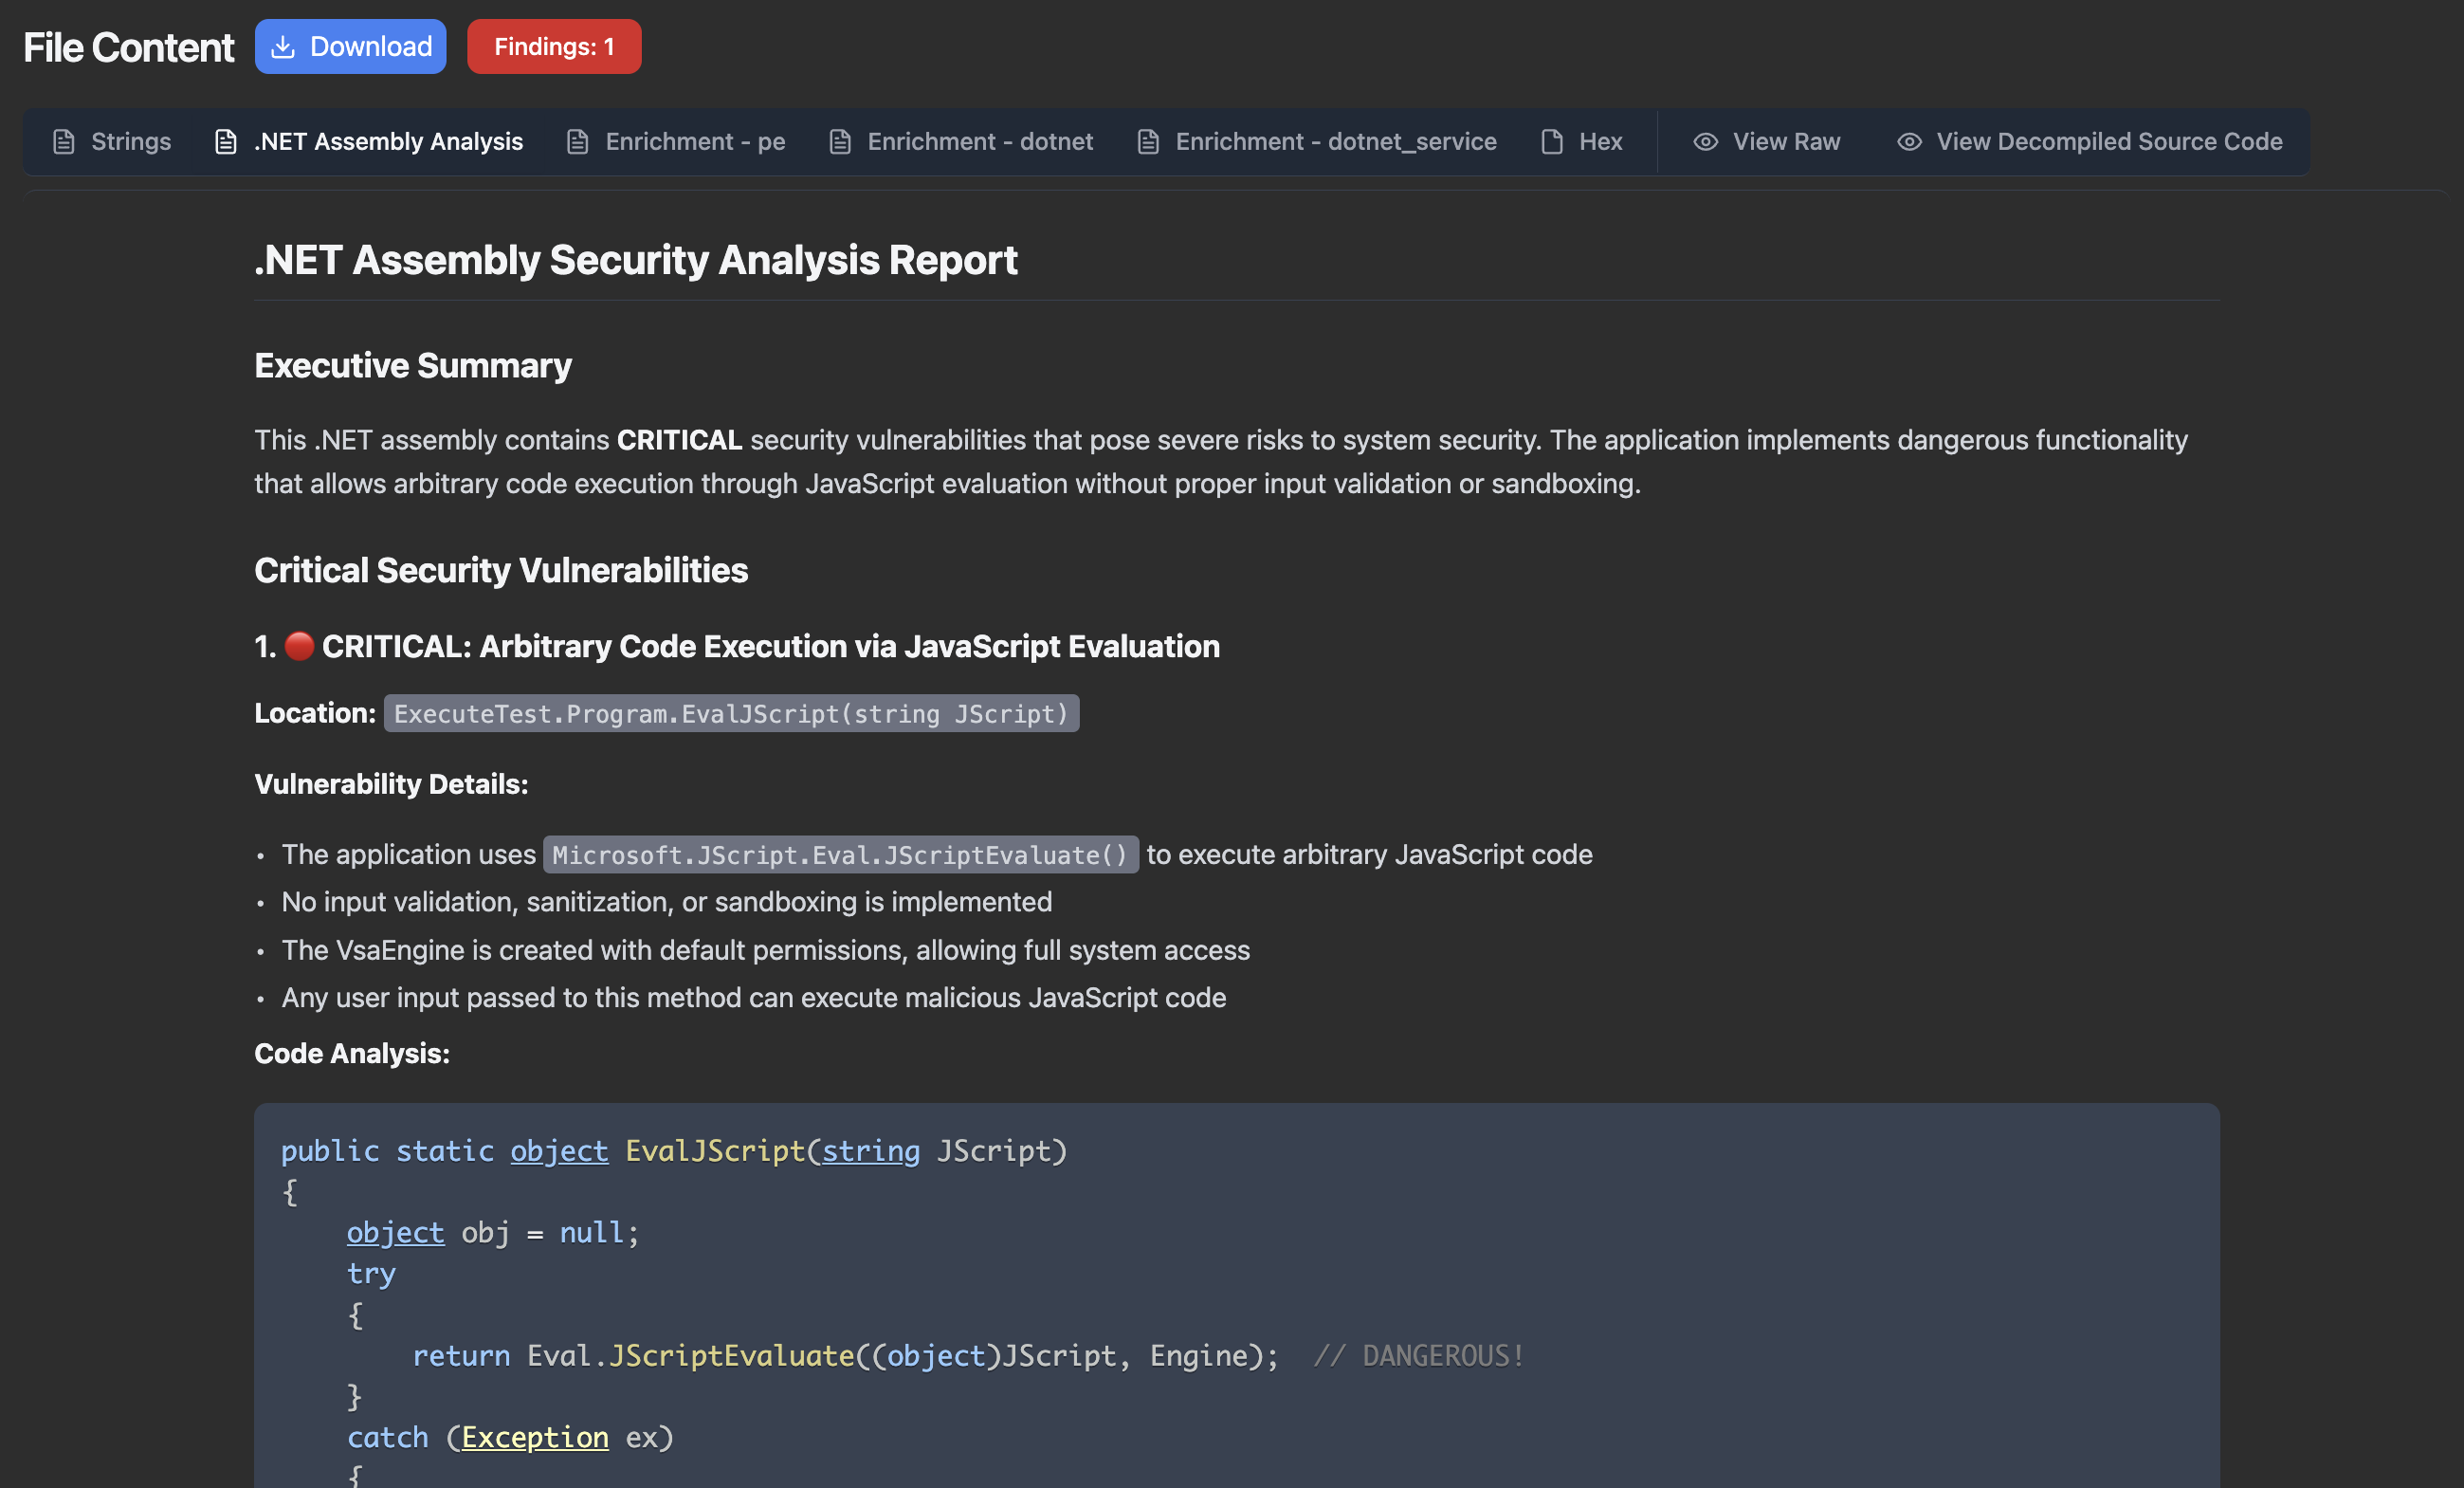 File Content
Download
Findings: 1
Strings
.NET Assembly Analysis
Enrichment - pe
Enrichment - dotnet
Enrichment - dotnet_service
Hex
View Raw
View Decompiled Source Code
.NET Assembly Security Analysis Report
Executive Summary
This .NET assembly contains CRITICAL security vulnerabilities that pose severe risks to system security. The application implements dangerous functionality
that allows arbitrary code execution through JavaScript evaluation without proper input validation or sandboxing.
Critical Security Vulnerabilities
1. 🔴 CRITICAL: Arbitrary Code Execution via JavaScript Evaluation
Location: ExecuteTest.Program.EvalJScript(string JScript)
Vulnerability Details:
• The application uses Microsoft.JScript.Eval.JScriptEvaluate() to execute arbitrary JavaScript code
• No input validation, sanitization, or sandboxing is implemented
• The VsaEngine is created with default permissions, allowing full system access
• Any user input passed to this method can execute malicious JavaScript code
Code Analysis:
public static object EvalJScript(string JScript)
{
    object obj = null;
    try
    {
        return Eval.JScriptEvaluate((object)JScript, Engine);  // DANGEROUS!
    }
    catch (Exception ex)
    {